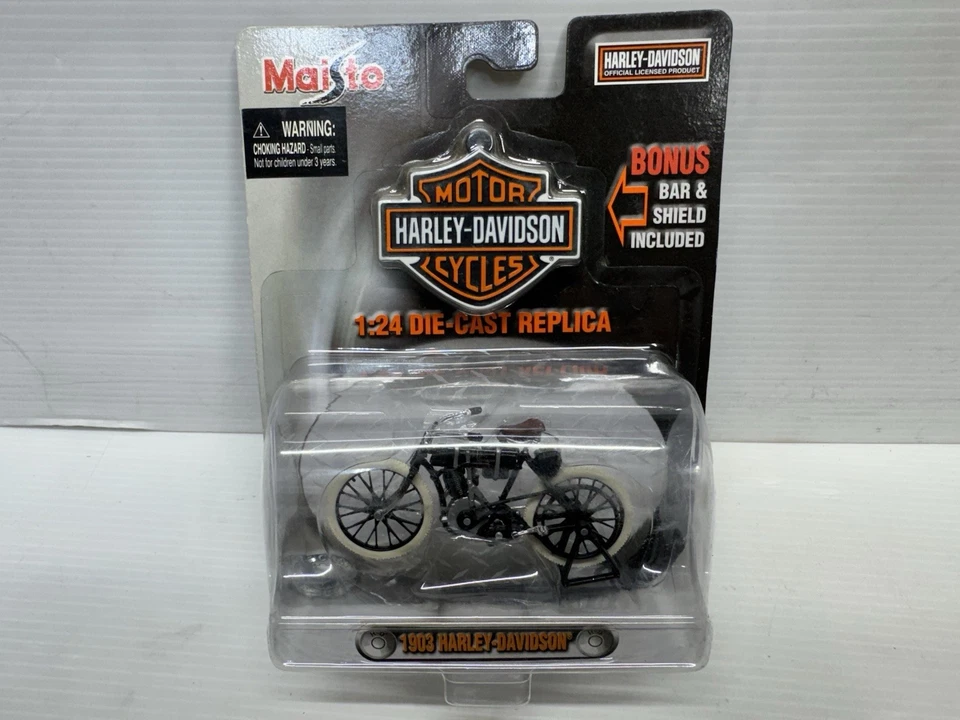 Maisto
HARLEY-DAVIDSON
OFFICIAL LICENSED PRODUCT
⚠ WARNING:
CHOKING HAZARD - Small parts.
Not for children under 3 years.
MOTOR
HARLEY-DAVIDSON
CYCLES
®
BONUS
BAR &
SHIELD
INCLUDED
1:24 DIE-CAST REPLICA
1903 HARLEY-DAVIDSON®